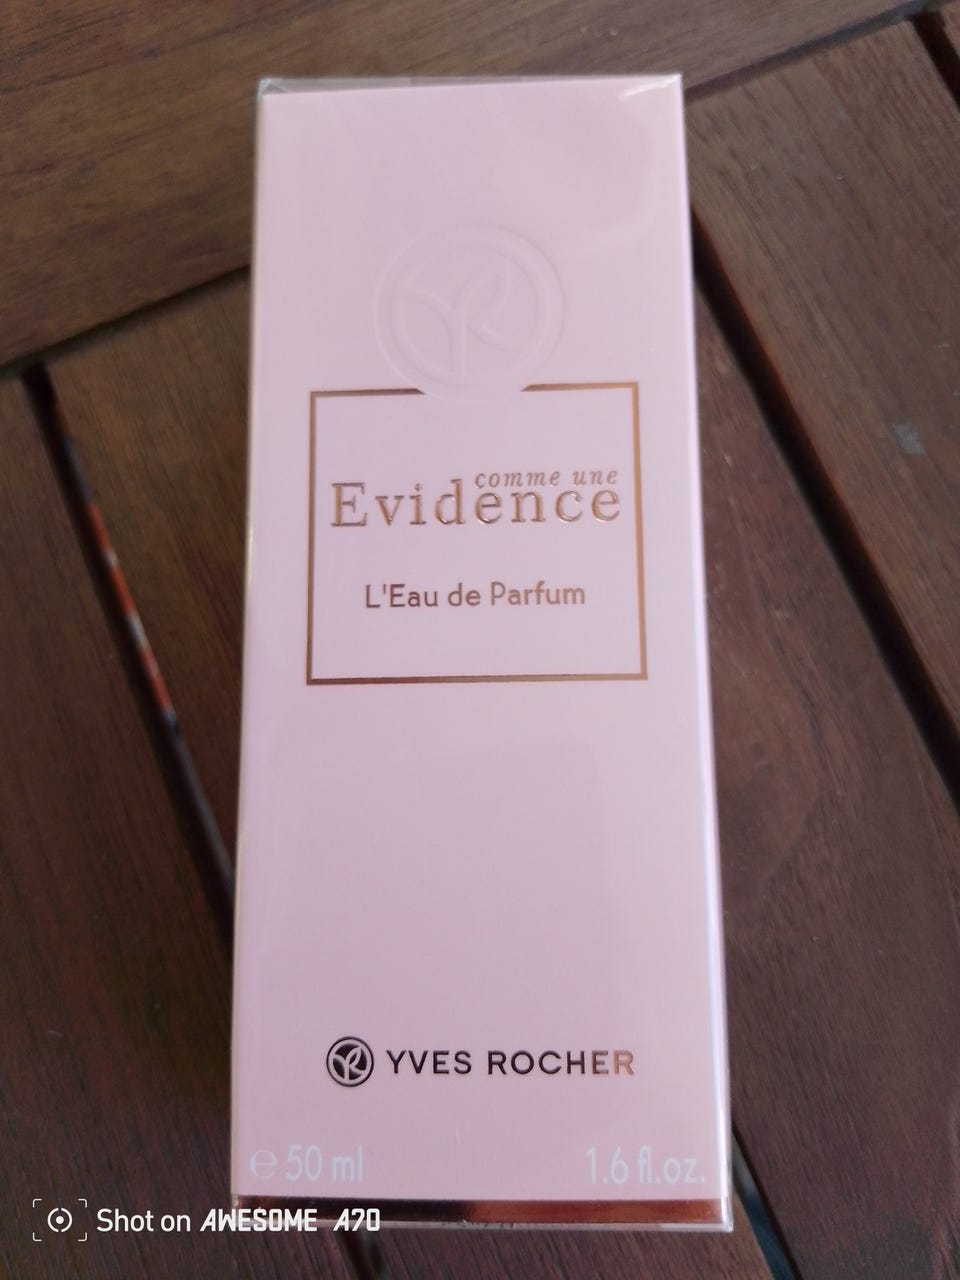 comme une
Evidence
L'Eau de Parfum
YVES ROCHER
℮ 50 ml 1.6 fl.oz.
Shot on AWESOME A70